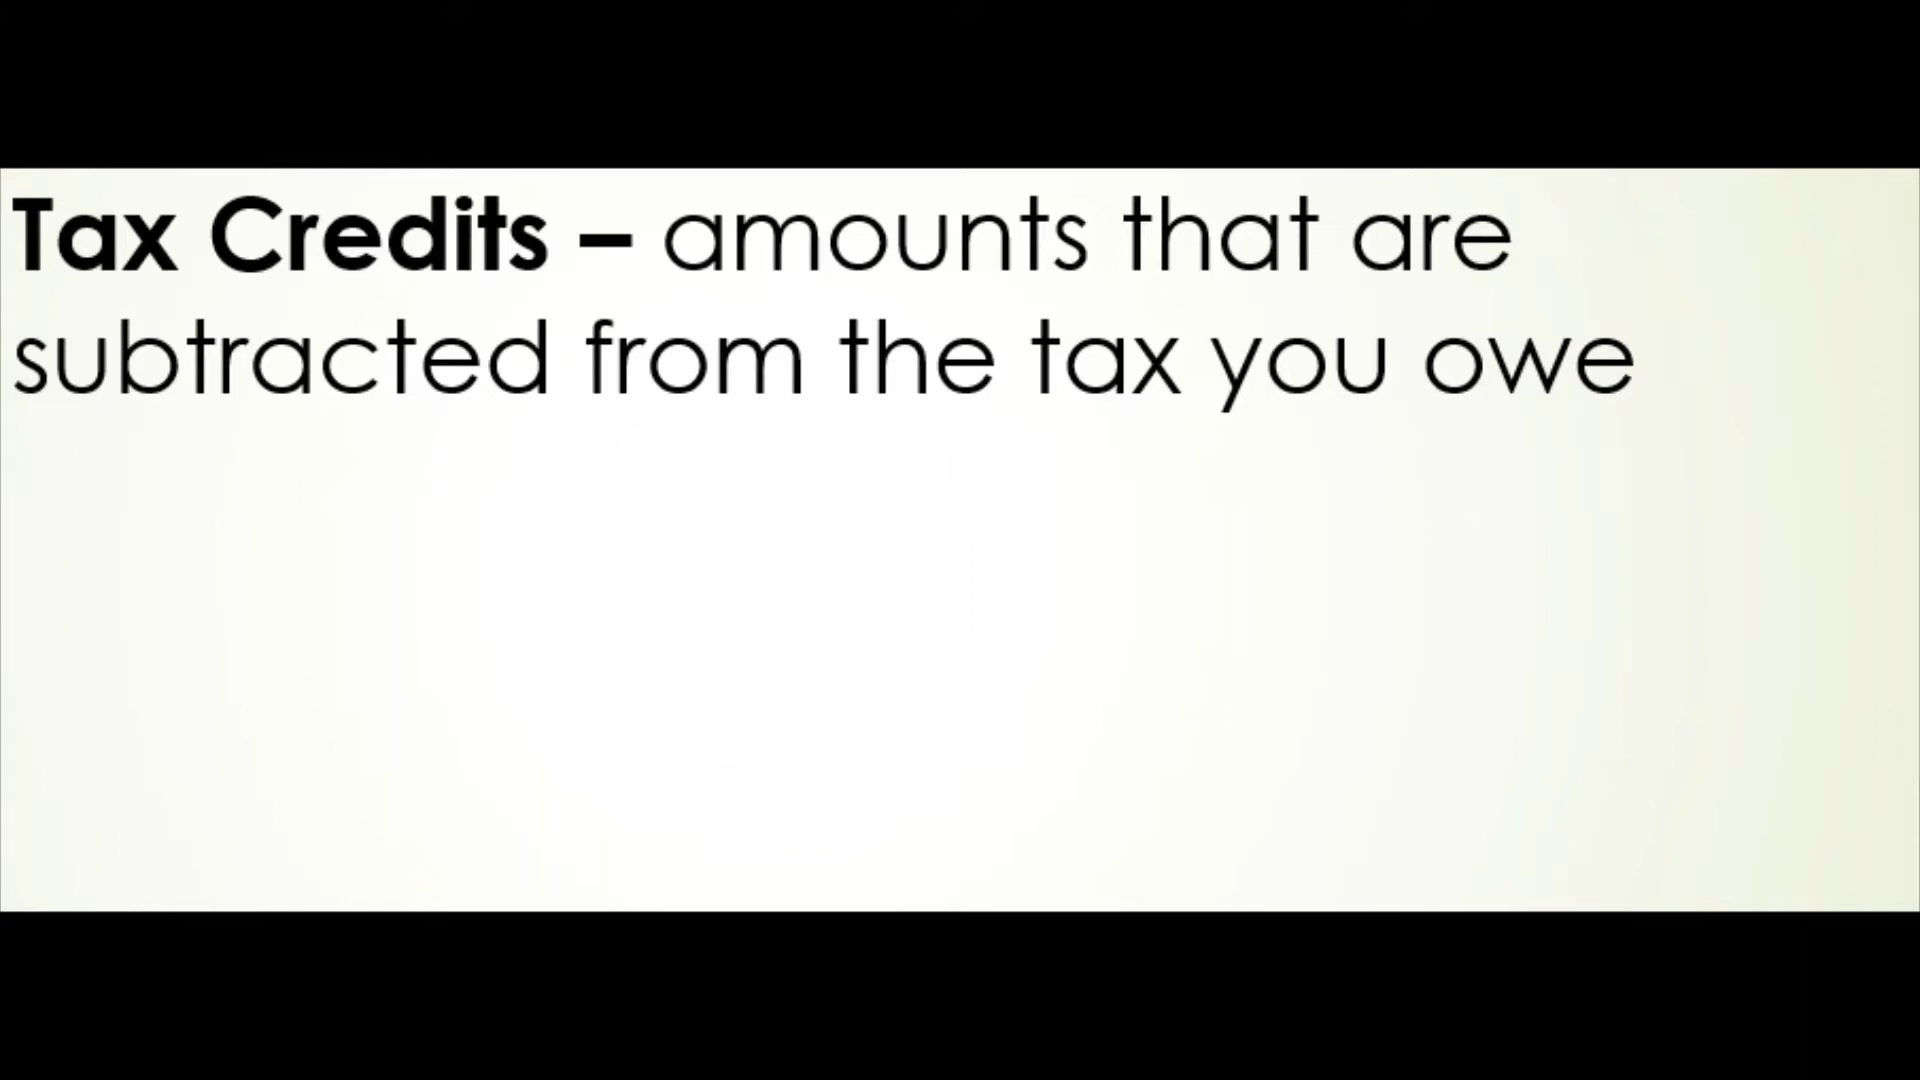 Tax Credits – amounts that are
subtracted from the tax you owe